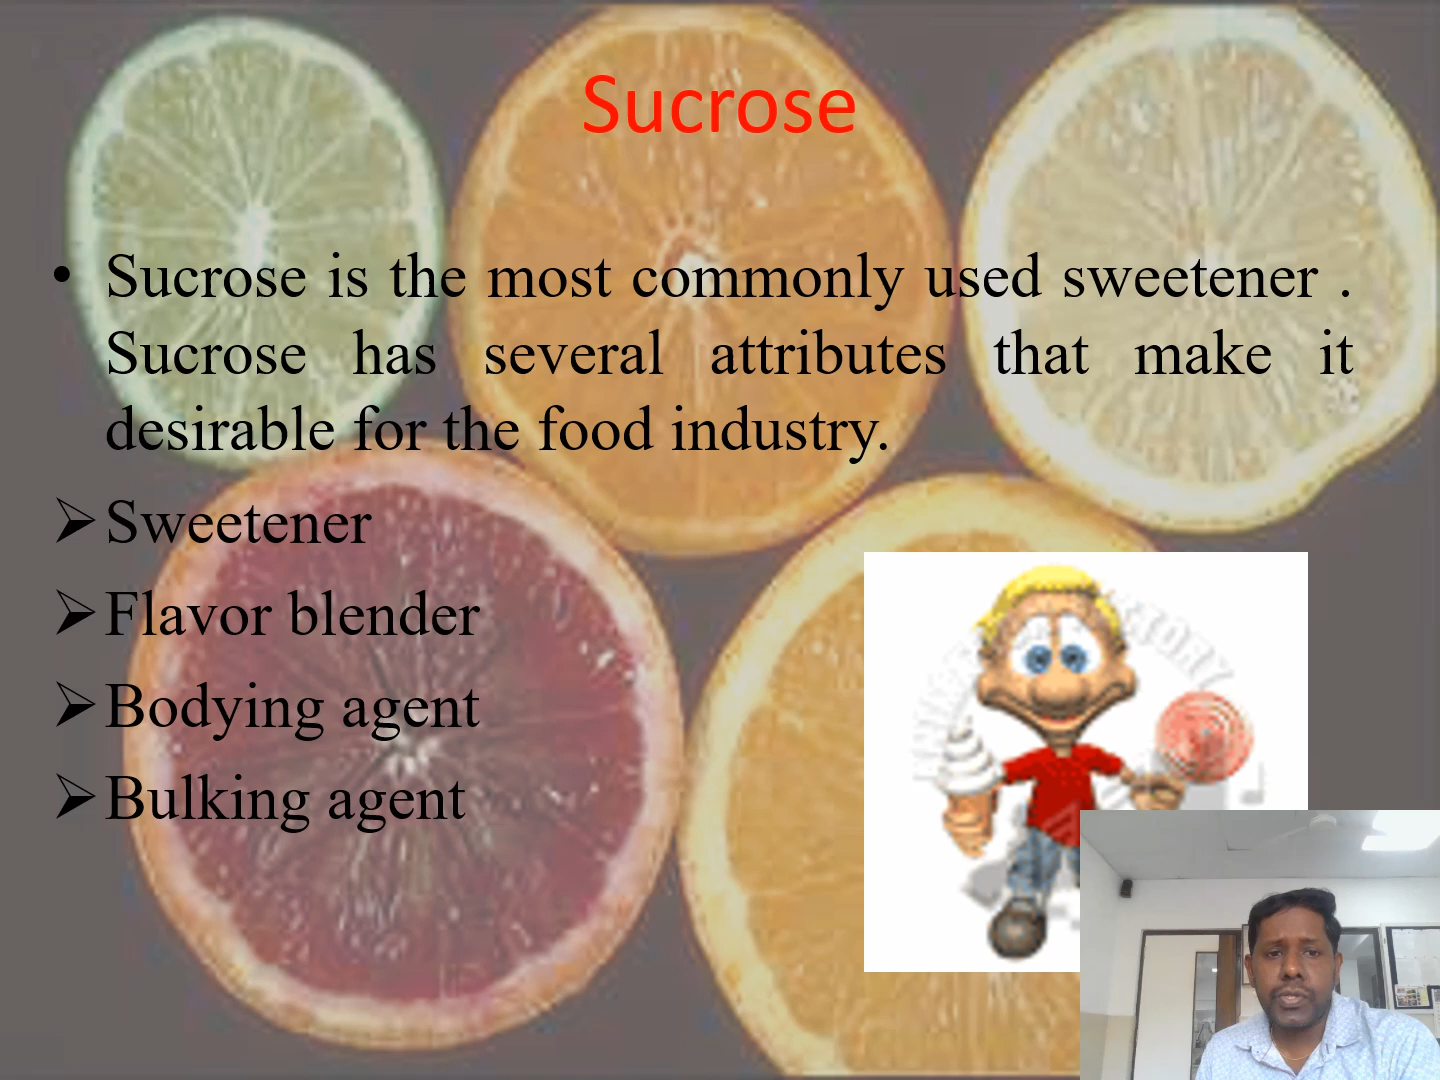 Sucrose
• Sucrose is the most commonly used sweetener .
Sucrose has several attributes that make it
desirable for the food industry.
➢ Sweetener
➢ Flavor blender
➢ Bodying agent
➢ Bulking agent